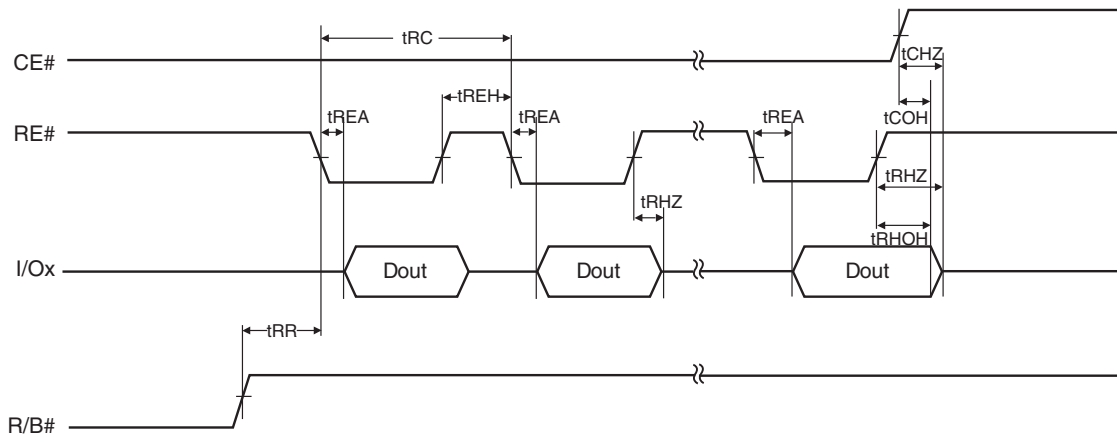 tRC
tCHZ
CE#
tREH
tREA
tREA
tREA
tCOH
RE#
tRHZ
tRHZ
tRHOH
I/Ox
Dout
Dout
Dout
tRR
R/B#